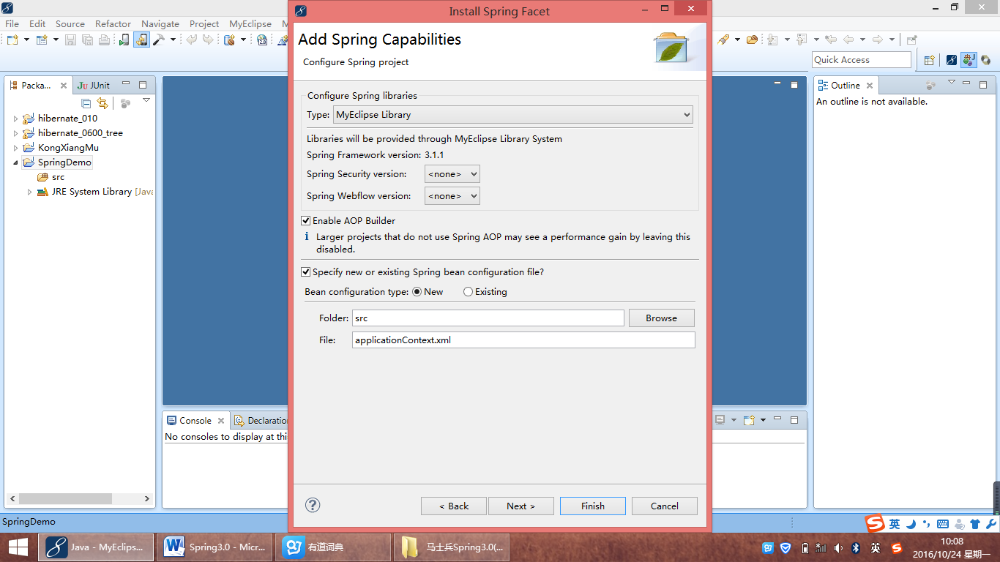 Install Spring Facet
File Edit Source Refactor Navigate Project MyEclipse
Quick Access
Packa...
JUnit
hibernate_010
hibernate_0600_tree
KongXiangMu
SpringDemo
src
JRE System Library [Java
Add Spring Capabilities
Configure Spring project
Configure Spring libraries
Type: MyEclipse Library
Libraries will be provided through MyEclipse Library System
Spring Framework version: 3.1.1
Spring Security version: <none>
Spring Webflow version: <none>
Enable AOP Builder
Larger projects that do not use Spring AOP may see a performance gain by leaving this
disabled.
Specify new or existing Spring bean configuration file?
Bean configuration type: New Existing
Folder: src Browse
File: applicationContext.xml
< Back Next > Finish Cancel
Outline
An outline is not available.
Console
Declaration
No consoles to display at thi
SpringDemo
英
Java - MyEclips...
Spring3.0 - Micr...
有道词典
马士兵Spring3.0(...
英
10:08
2016/10/24 星期一